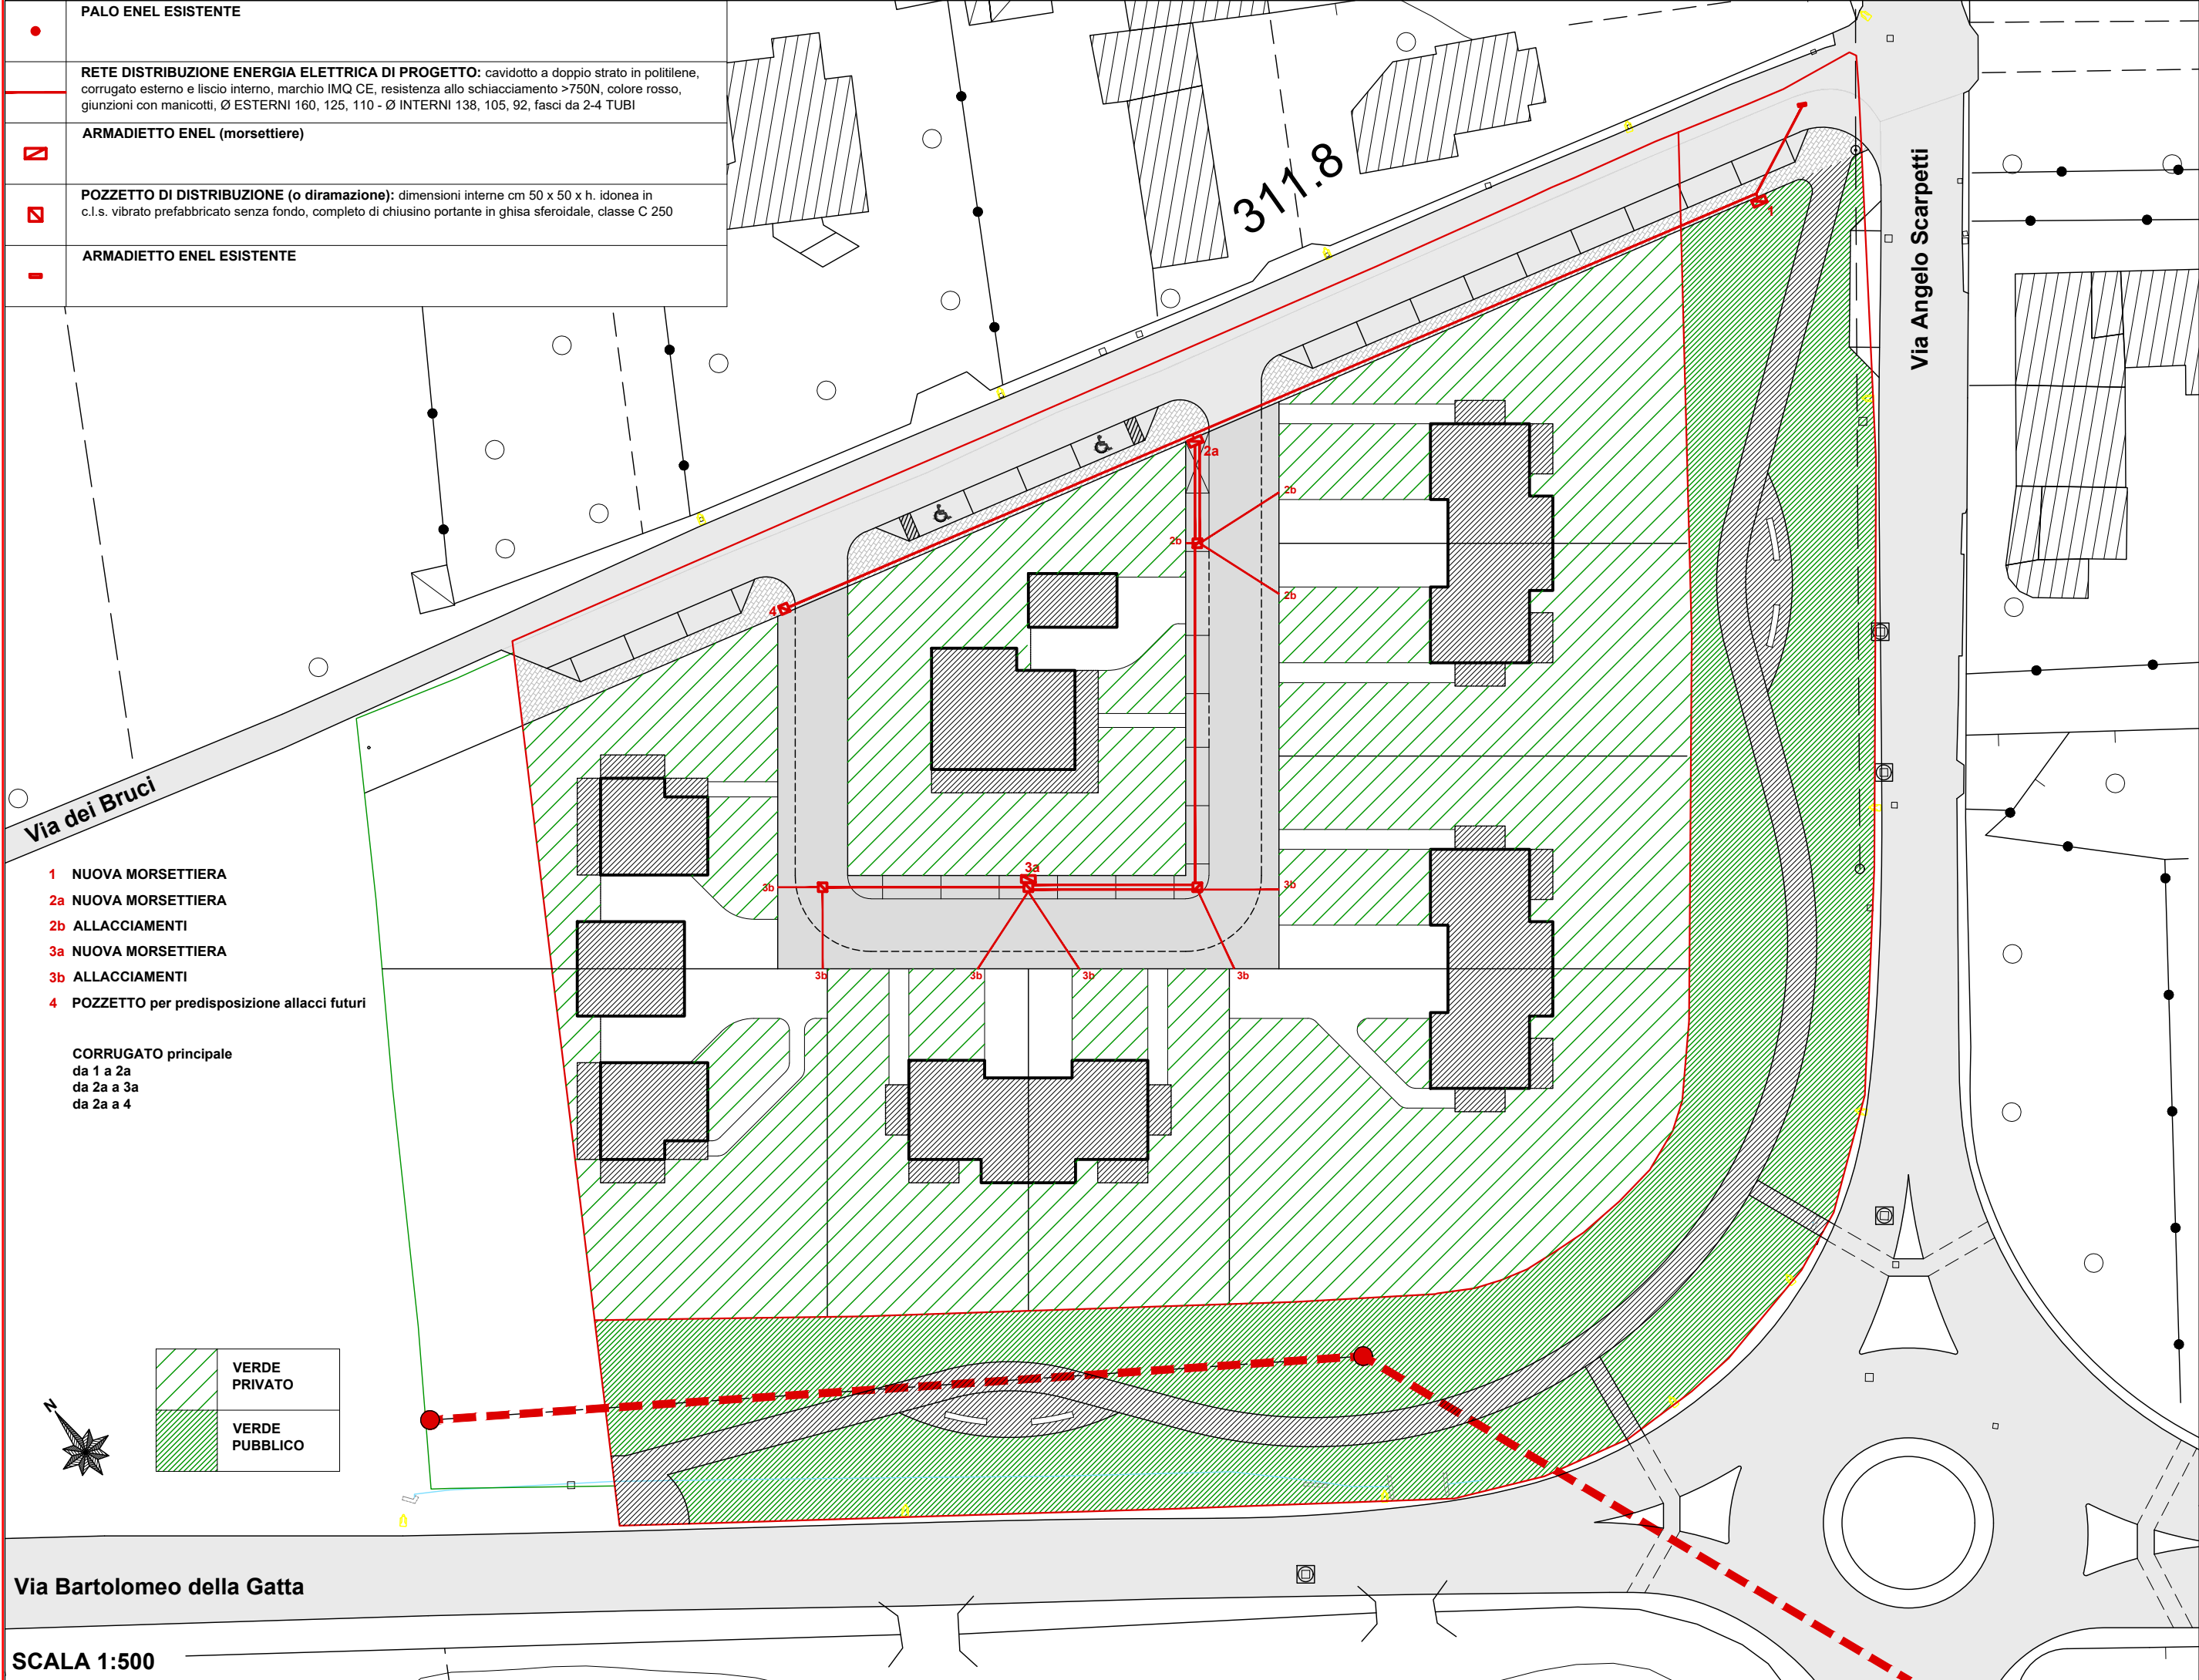 PALO ENEL ESISTENTE
RETE DISTRIBUZIONE ENERGIA ELETTRICA DI PROGETTO: cavidotto a doppio strato in politilene,
corrugato esterno e liscio interno, marchio IMQ CE, resistenza allo schiacciamento >750N, colore rosso,
giunzioni con manicotti, Ø ESTERNI 160, 125, 110 - Ø INTERNI 138, 105, 92, fasci da 2-4 TUBI
ARMADIETTO ENEL (morsettiere)
POZZETTO DI DISTRIBUZIONE (o diramazione): dimensioni interne cm 50 x 50 x h. idonea in
c.l.s. vibrato prefabbricato senza fondo, completo di chiusino portante in ghisa sferoidale, classe C 250
ARMADIETTO ENEL ESISTENTE
311.8
Via Angelo Scarpetti
1
2a
2b
2b
2b
4
Via dei Bruci
3a
3b
3b
3b
3b
3b
3b
1 NUOVA MORSETTIERA
2a NUOVA MORSETTIERA
2b ALLACCIAMENTI
3a NUOVA MORSETTIERA
3b ALLACCIAMENTI
4 POZZETTO per predisposizione allacci futuri
CORRUGATO principale
da 1 a 2a
da 2a a 3a
da 2a a 4
VERDE
PRIVATO
VERDE
PUBBLICO
N
Via Bartolomeo della Gatta
SCALA 1:500